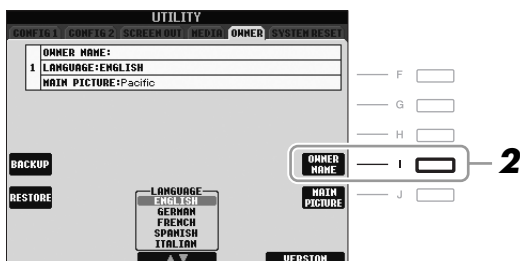 UTILITY
CONFIG 1 CONFIG 2 SCREEN OUT MEDIA OWNER SYSTEM RESET
OWNER NAME:
1 LANGUAGE:ENGLISH
MAIN PICTURE:Pacific
F
G
H
BACKUP
OWNER NAME
I
2
RESTORE
LANGUAGE
MAIN PICTURE
J
ENGLISH
GERMAN
FRENCH
SPANISH
ITALIAN
VERSION